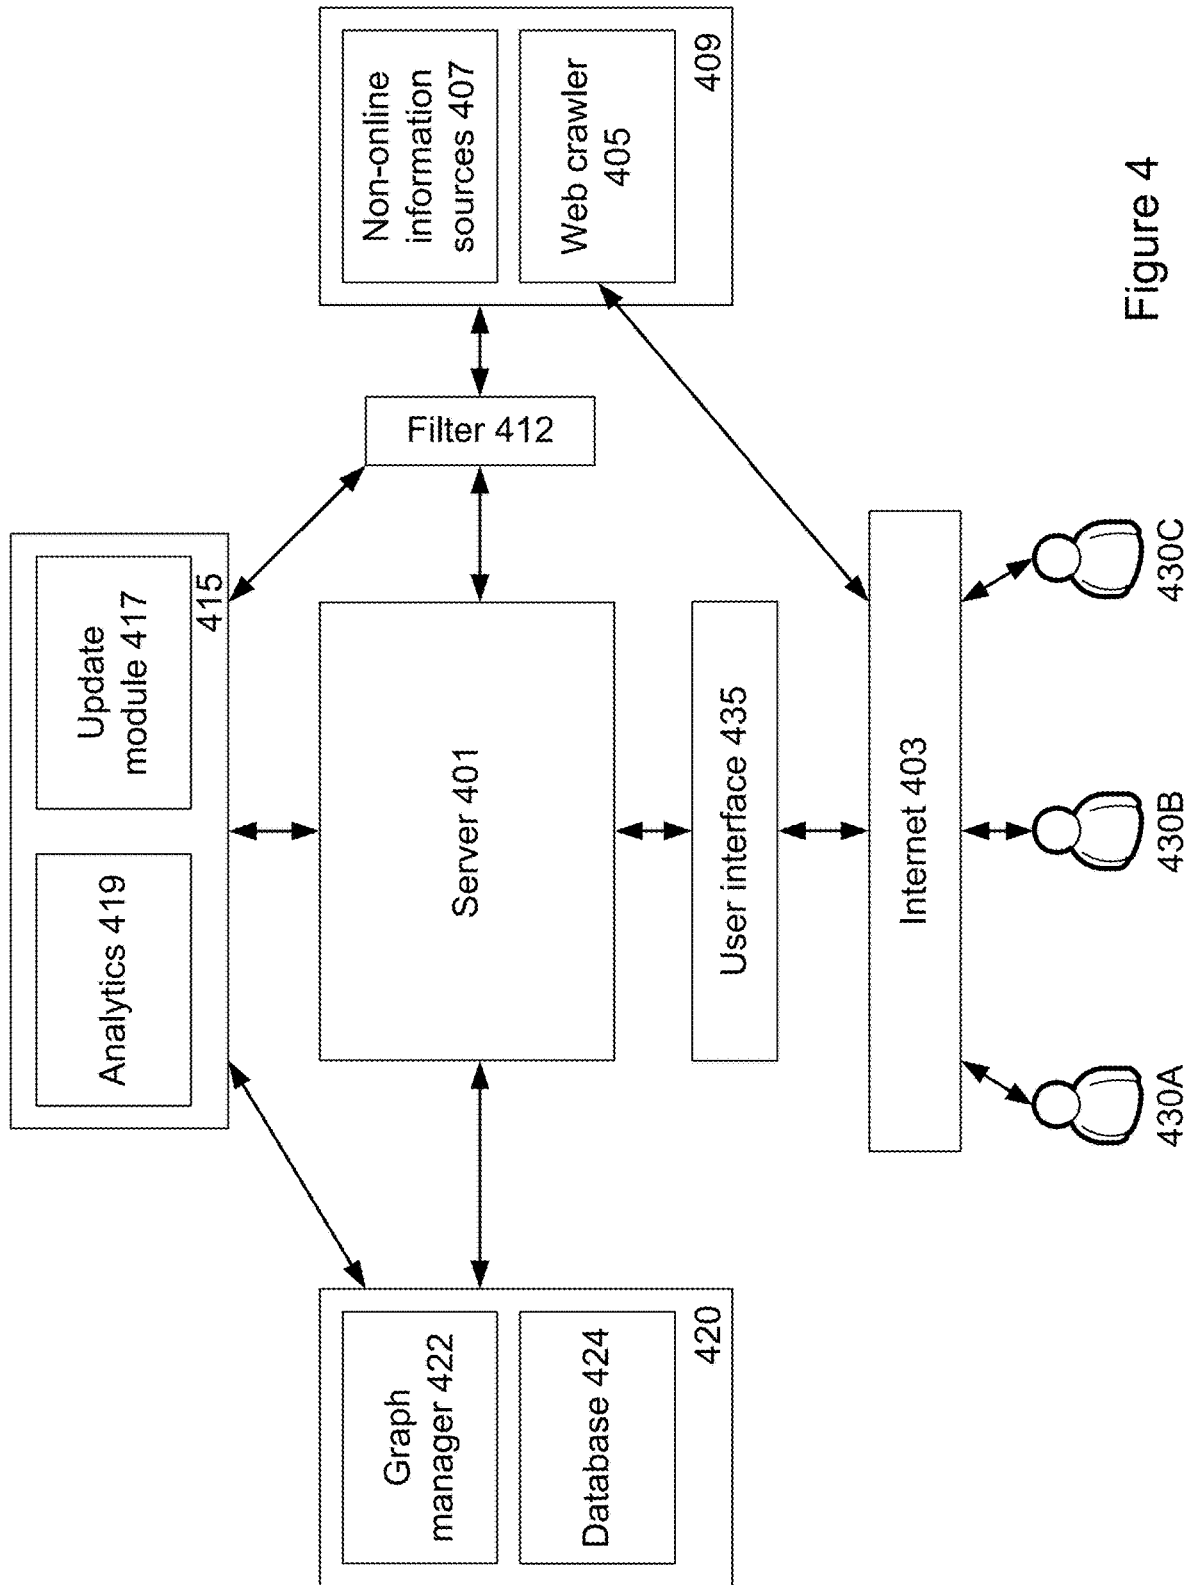 Analytics 419
Update
module 417
415
Graph
manager 422
Database 424
420
Server 401
Filter 412
Non-online
information
sources 407
Web crawler
405
409
User interface 435
Internet 403
430A
430B
430C
Figure 4